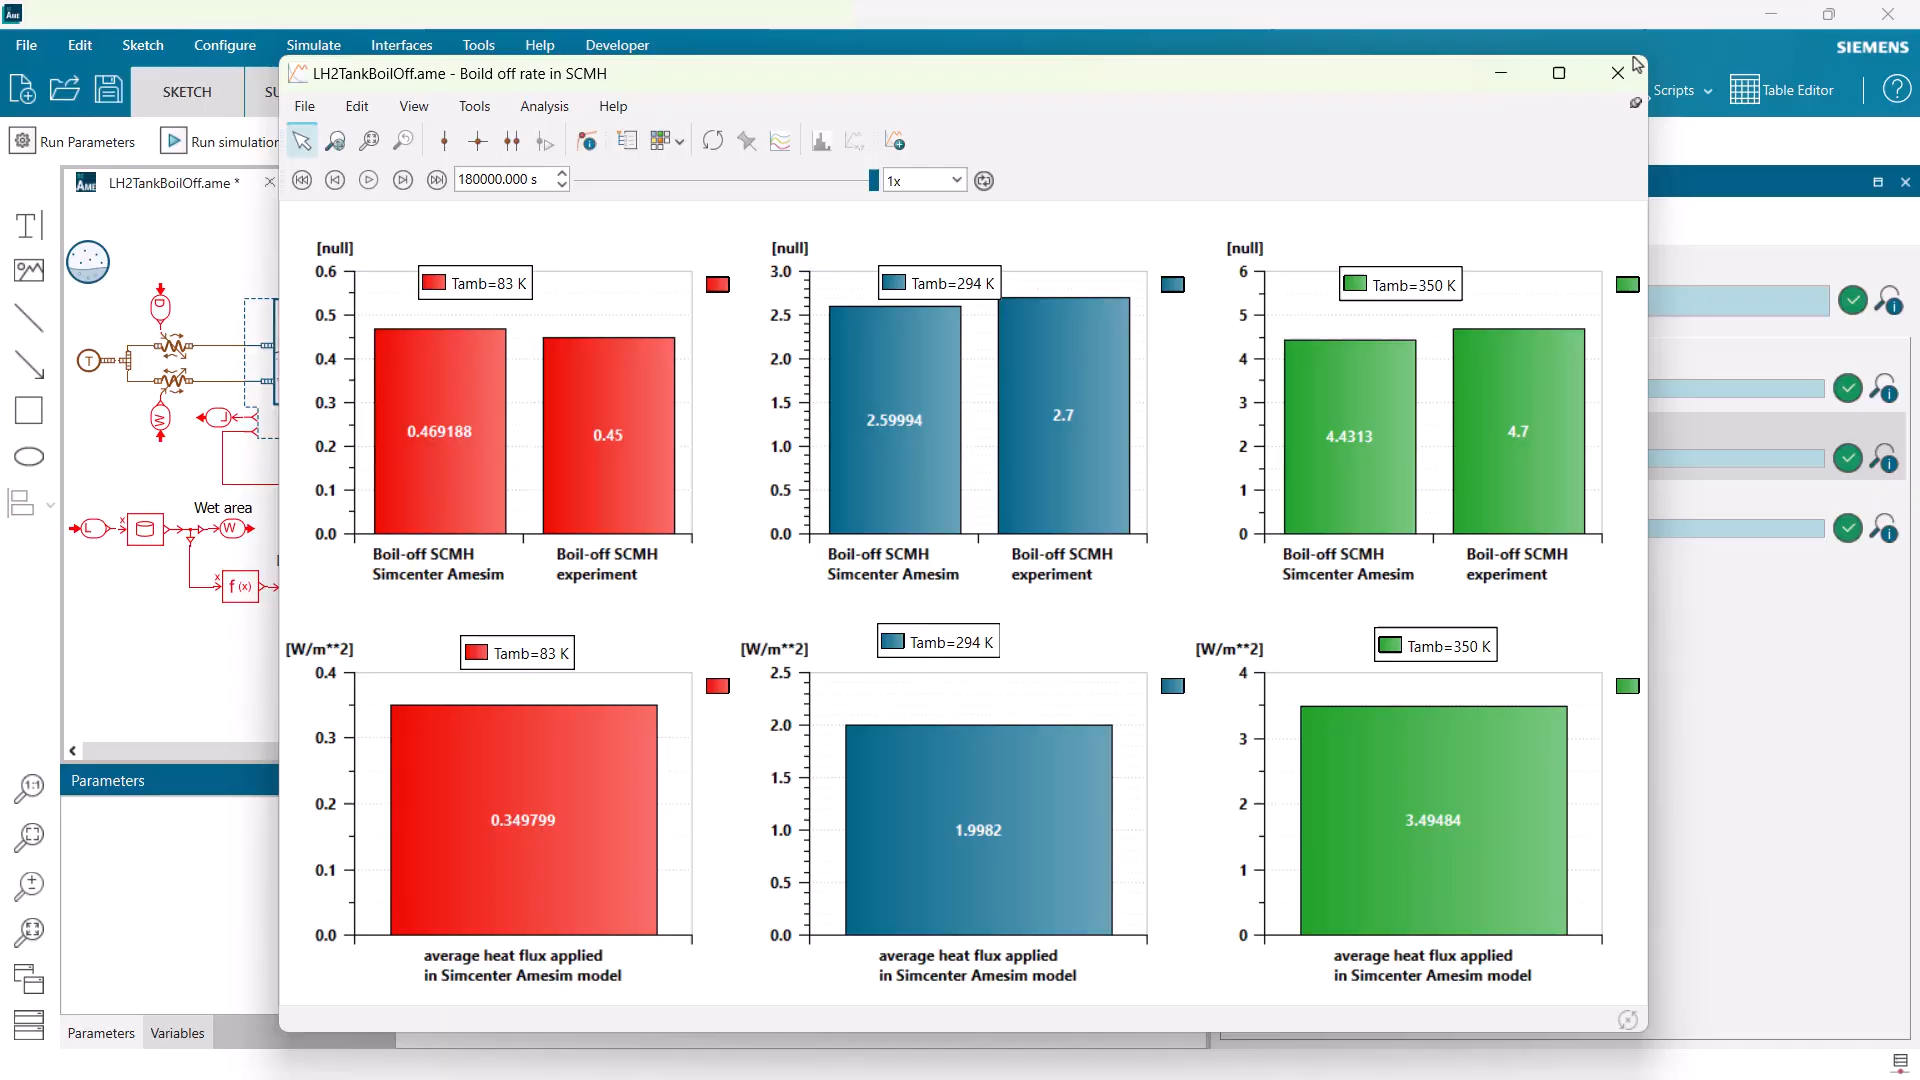 AME
File Edit Sketch Configure Simulate Interfaces Tools Help Developer
SIEMENS
SKETCH
Scripts
Table Editor
Run Parameters
Run simulation
AME LH2TankBoilOff.ame *
LH2TankBoilOff.ame - Boild off rate in SCMH
File Edit View Tools Analysis Help
180000.000 s
1x
[null]
0.6
0.5
0.4
0.3
0.2
0.1
0.0
Tamb=83 K
0.469188
0.45
Boil-off SCMH
Simcenter Amesim
Boil-off SCMH
experiment
[null]
3.0
2.5
2.0
1.5
1.0
0.5
0.0
Tamb=294 K
2.59994
2.7
Boil-off SCMH
Simcenter Amesim
Boil-off SCMH
experiment
[null]
6
5
4
3
2
1
0
Tamb=350 K
4.4313
4.7
Boil-off SCMH
Simcenter Amesim
Boil-off SCMH
experiment
[W/m**2]
0.4
0.3
0.2
0.1
0.0
Tamb=83 K
0.349799
average heat flux applied
in Simcenter Amesim model
[W/m**2]
2.5
2.0
1.5
1.0
0.5
0.0
Tamb=294 K
1.9982
average heat flux applied
in Simcenter Amesim model
[W/m**2]
4
3
2
1
0
Tamb=350 K
3.49484
average heat flux applied
in Simcenter Amesim model
T
Wet area
L
x
W
x
f(x)
1:1
Parameters
Parameters Variables